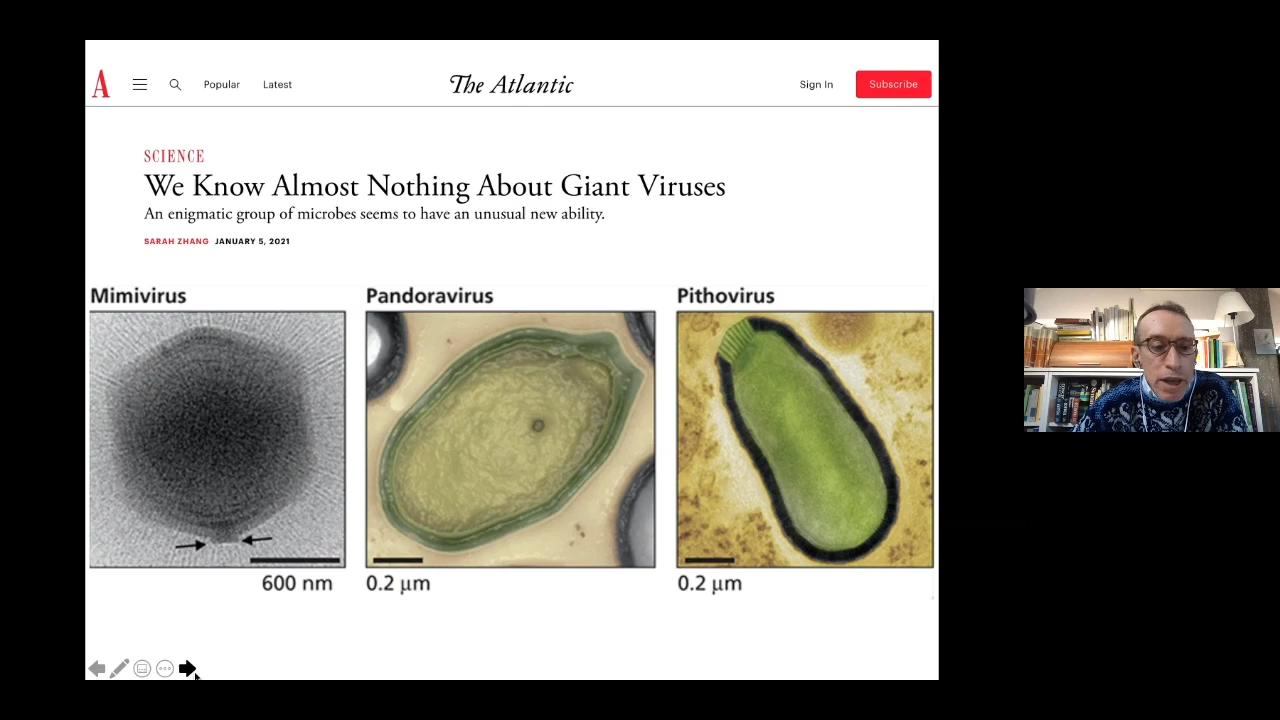 A
Popular
Latest
The Atlantic
Sign In
Subscribe
SCIENCE
We Know Almost Nothing About Giant Viruses
An enigmatic group of microbes seems to have an unusual new ability.
SARAH ZHANG JANUARY 5, 2021
Mimivirus
Pandoravirus
Pithovirus
600 nm
0.2 μm
0.2 μm